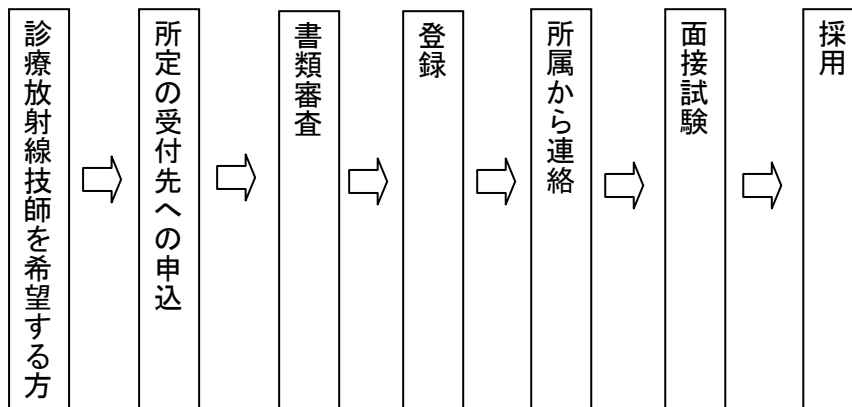 診療放射線技師を希望する方
所定の受付先への申込
書類審査
登録
所属から連絡
面接試験
採用